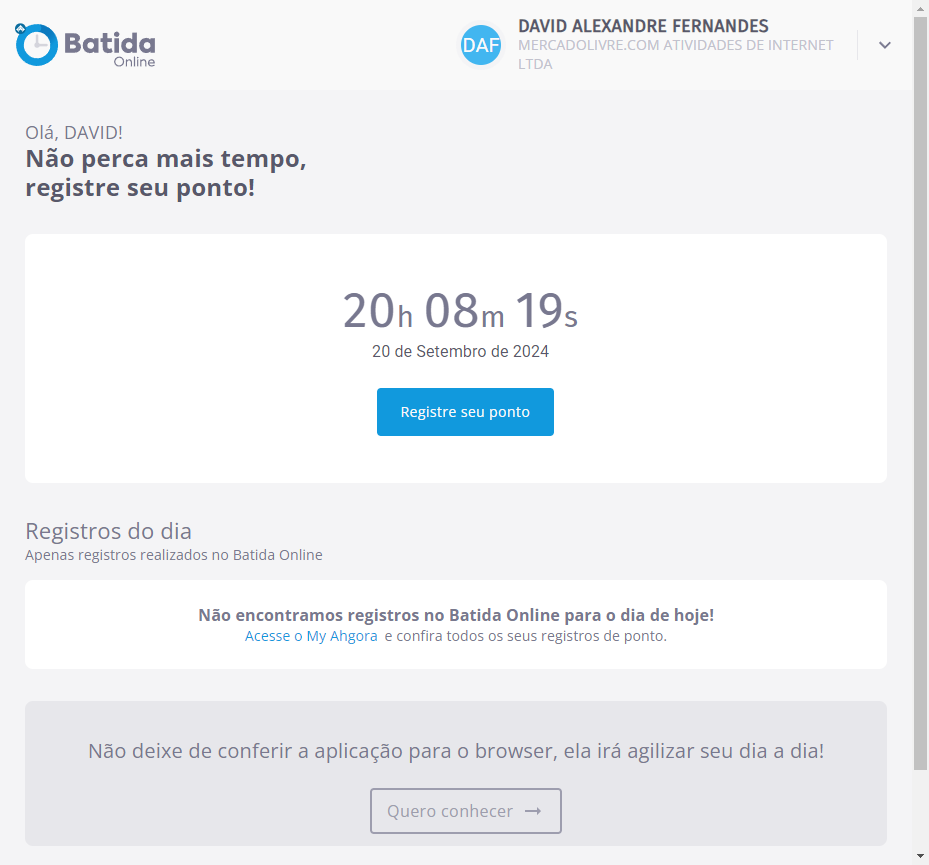 Batida
Online
DAF
DAVID ALEXANDRE FERNANDES
MERCADOLIVRE.COM ATIVIDADES DE INTERNET
LTDA
Olá, DAVID!
Não perca mais tempo,
registre seu ponto!
20h 08m 19s
20 de Setembro de 2024
Registre seu ponto
Registros do dia
Apenas registros realizados no Batida Online
Não encontramos registros no Batida Online para o dia de hoje!
Acesse o My Ahgora e confira todos os seus registros de ponto.
Não deixe de conferir a aplicação para o browser, ela irá agilizar seu dia a dia!
Quero conhecer →